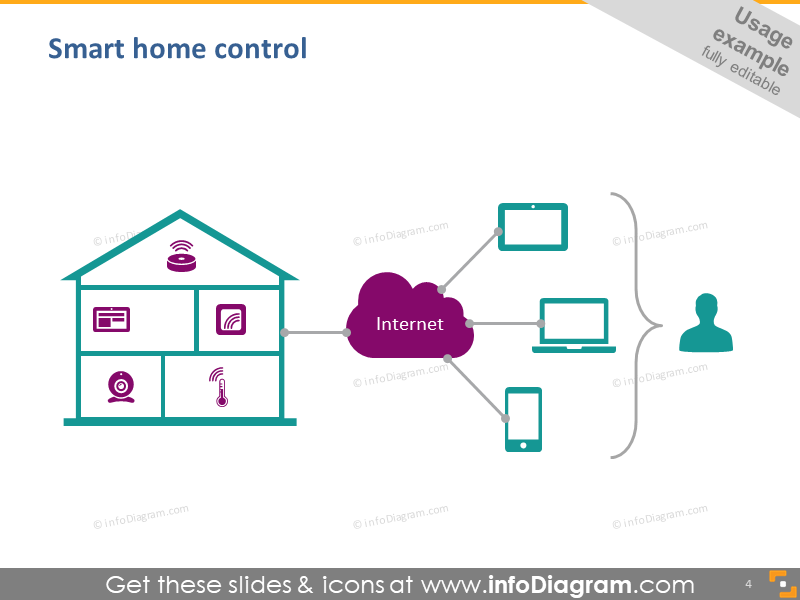 Usage
example
fully editable
Smart home control
© infoDiagram.com
© infoDiagram.com
© infoDiagram.com
Internet
© infoDiagram.com
© infoDiagram.com
© infoDiagram.com
© infoDiagram.com
© infoDiagram.com
Get these slides & icons at www.infoDiagram.com
4